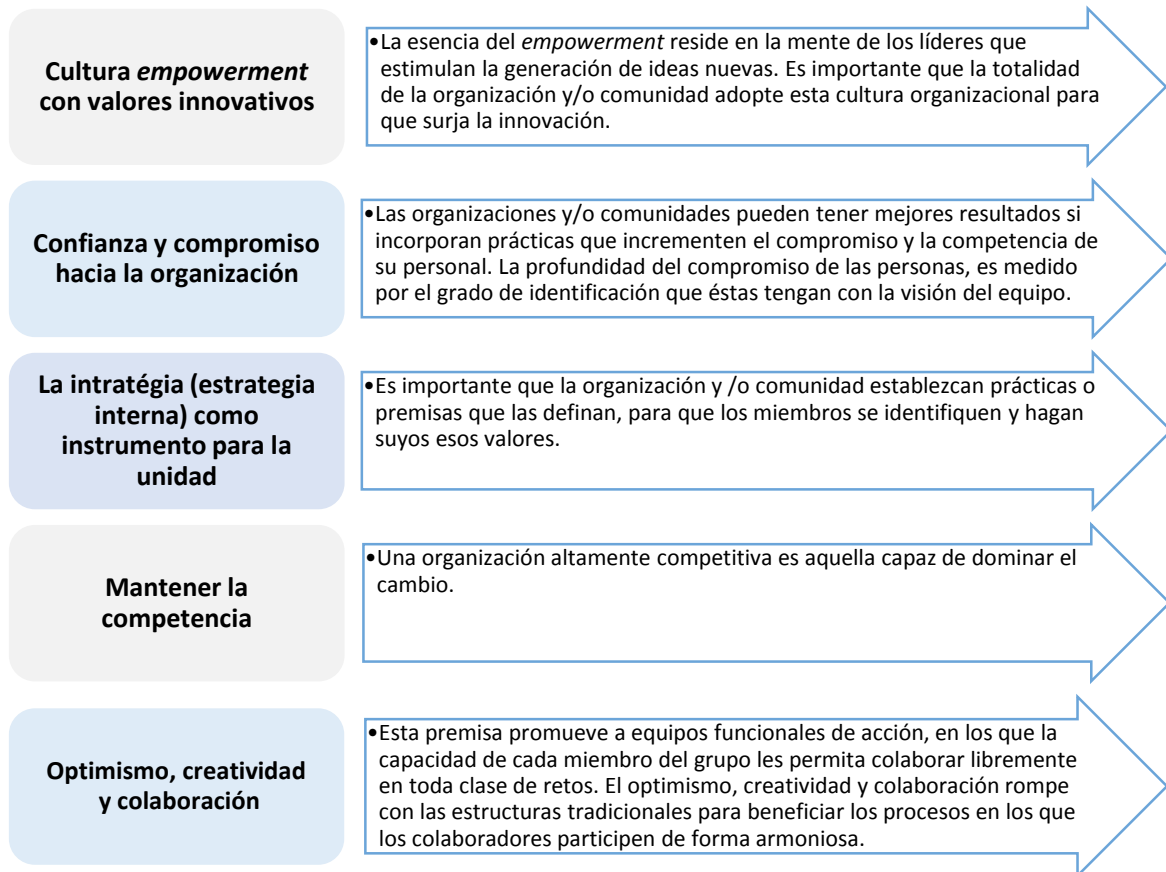 Cultura empowerment
con valores innovativos
•La esencia del empowerment reside en la mente de los líderes que
estimulan la generación de ideas nuevas. Es importante que la totalidad
de la organización y/o comunidad adopte esta cultura organizacional para
que surja la innovación.
Confianza y compromiso
hacia la organización
•Las organizaciones y/o comunidades pueden tener mejores resultados si
incorporan prácticas que incrementen el compromiso y la competencia de
su personal. La profundidad del compromiso de las personas, es medido
por el grado de identificación que éstas tengan con la visión del equipo.
La intratégia (estrategia
interna) como
instrumento para la
unidad
•Es importante que la organización y /o comunidad establezcan prácticas o
premisas que las definan, para que los miembros se identifiquen y hagan
suyos esos valores.
Mantener la
competencia
•Una organización altamente competitiva es aquella capaz de dominar el
cambio.
Optimismo, creatividad
y colaboración
•Esta premisa promueve a equipos funcionales de acción, en los que la
capacidad de cada miembro del grupo les permita colaborar libremente
en toda clase de retos. El optimismo, creatividad y colaboración rompe
con las estructuras tradicionales para beneficiar los procesos en los que
los colaboradores participen de forma armoniosa.